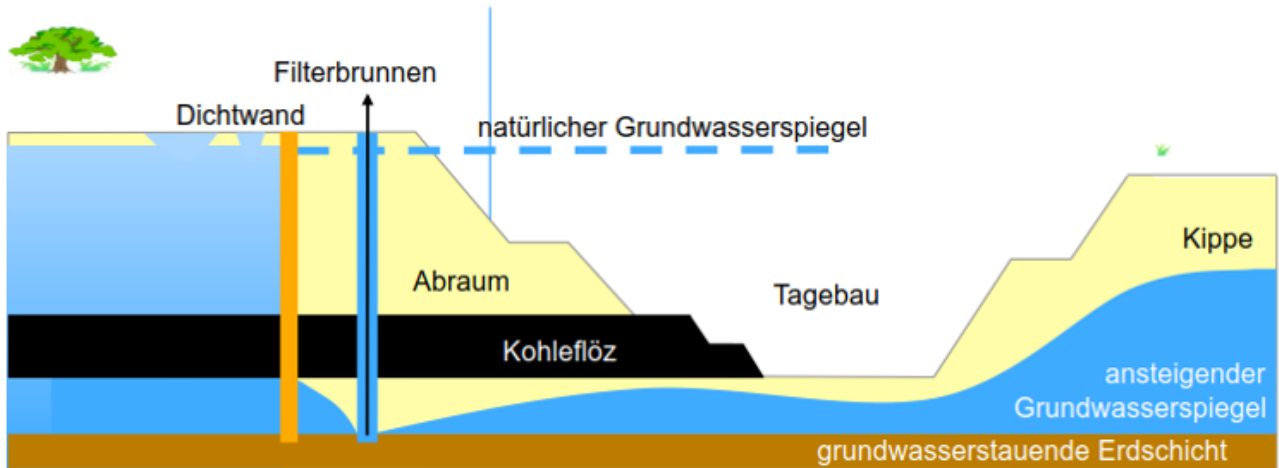 Filterbrunnen
Dichtwand
natürlicher Grundwasserspiegel
Kippe
Abraum
Tagebau
Kohleflöz
ansteigender
Grundwasserspiegel
grundwasserstauende Erdschicht